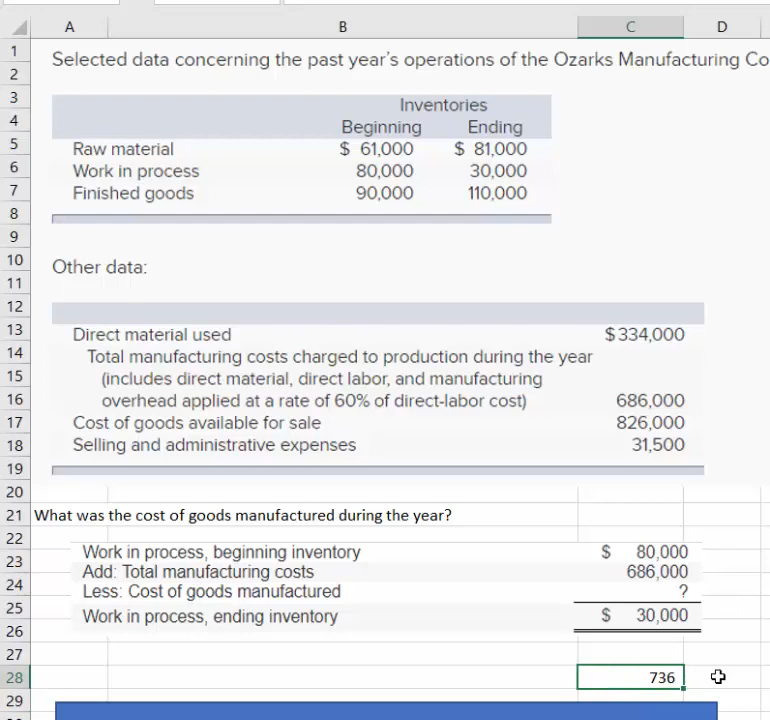 A B C D
1
2 Selected data concerning the past year's operations of the Ozarks Manufacturing Co
3 Inventories
4 Beginning Ending
5 Raw material $ 61,000 $ 81,000
6 Work in process 80,000 30,000
7 Finished goods 90,000 110,000
8
9
10 Other data:
11
12
13 Direct material used $334,000
14 Total manufacturing costs charged to production during the year
15 (includes direct material, direct labor, and manufacturing
16 overhead applied at a rate of 60% of direct-labor cost) 686,000
17 Cost of goods available for sale 826,000
18 Selling and administrative expenses 31,500
19
20
21 What was the cost of goods manufactured during the year?
22
23 Work in process, beginning inventory $ 80,000
Add: Total manufacturing costs 686,000
24 Less: Cost of goods manufactured ?
25 Work in process, ending inventory $ 30,000
26
27
28 736
29